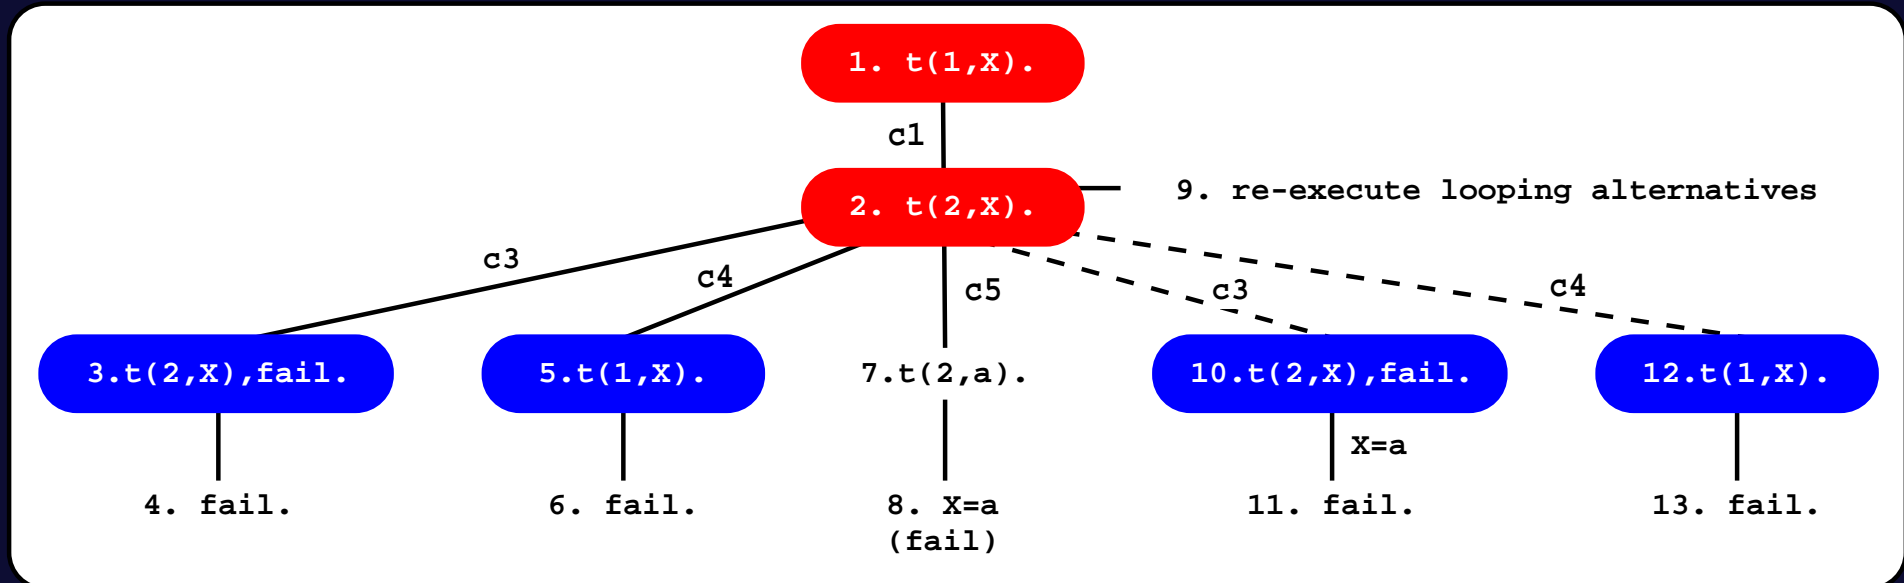 1. t(1,X).
c1
2. t(2,X).
9. re-execute looping alternatives
c3
c4
c5
c3
c4
3.t(2,X),fail.
5.t(1,X).
7.t(2,a).
10.t(2,X),fail.
12.t(1,X).
X=a
4. fail.
6. fail.
8. X=a
(fail)
11. fail.
13. fail.